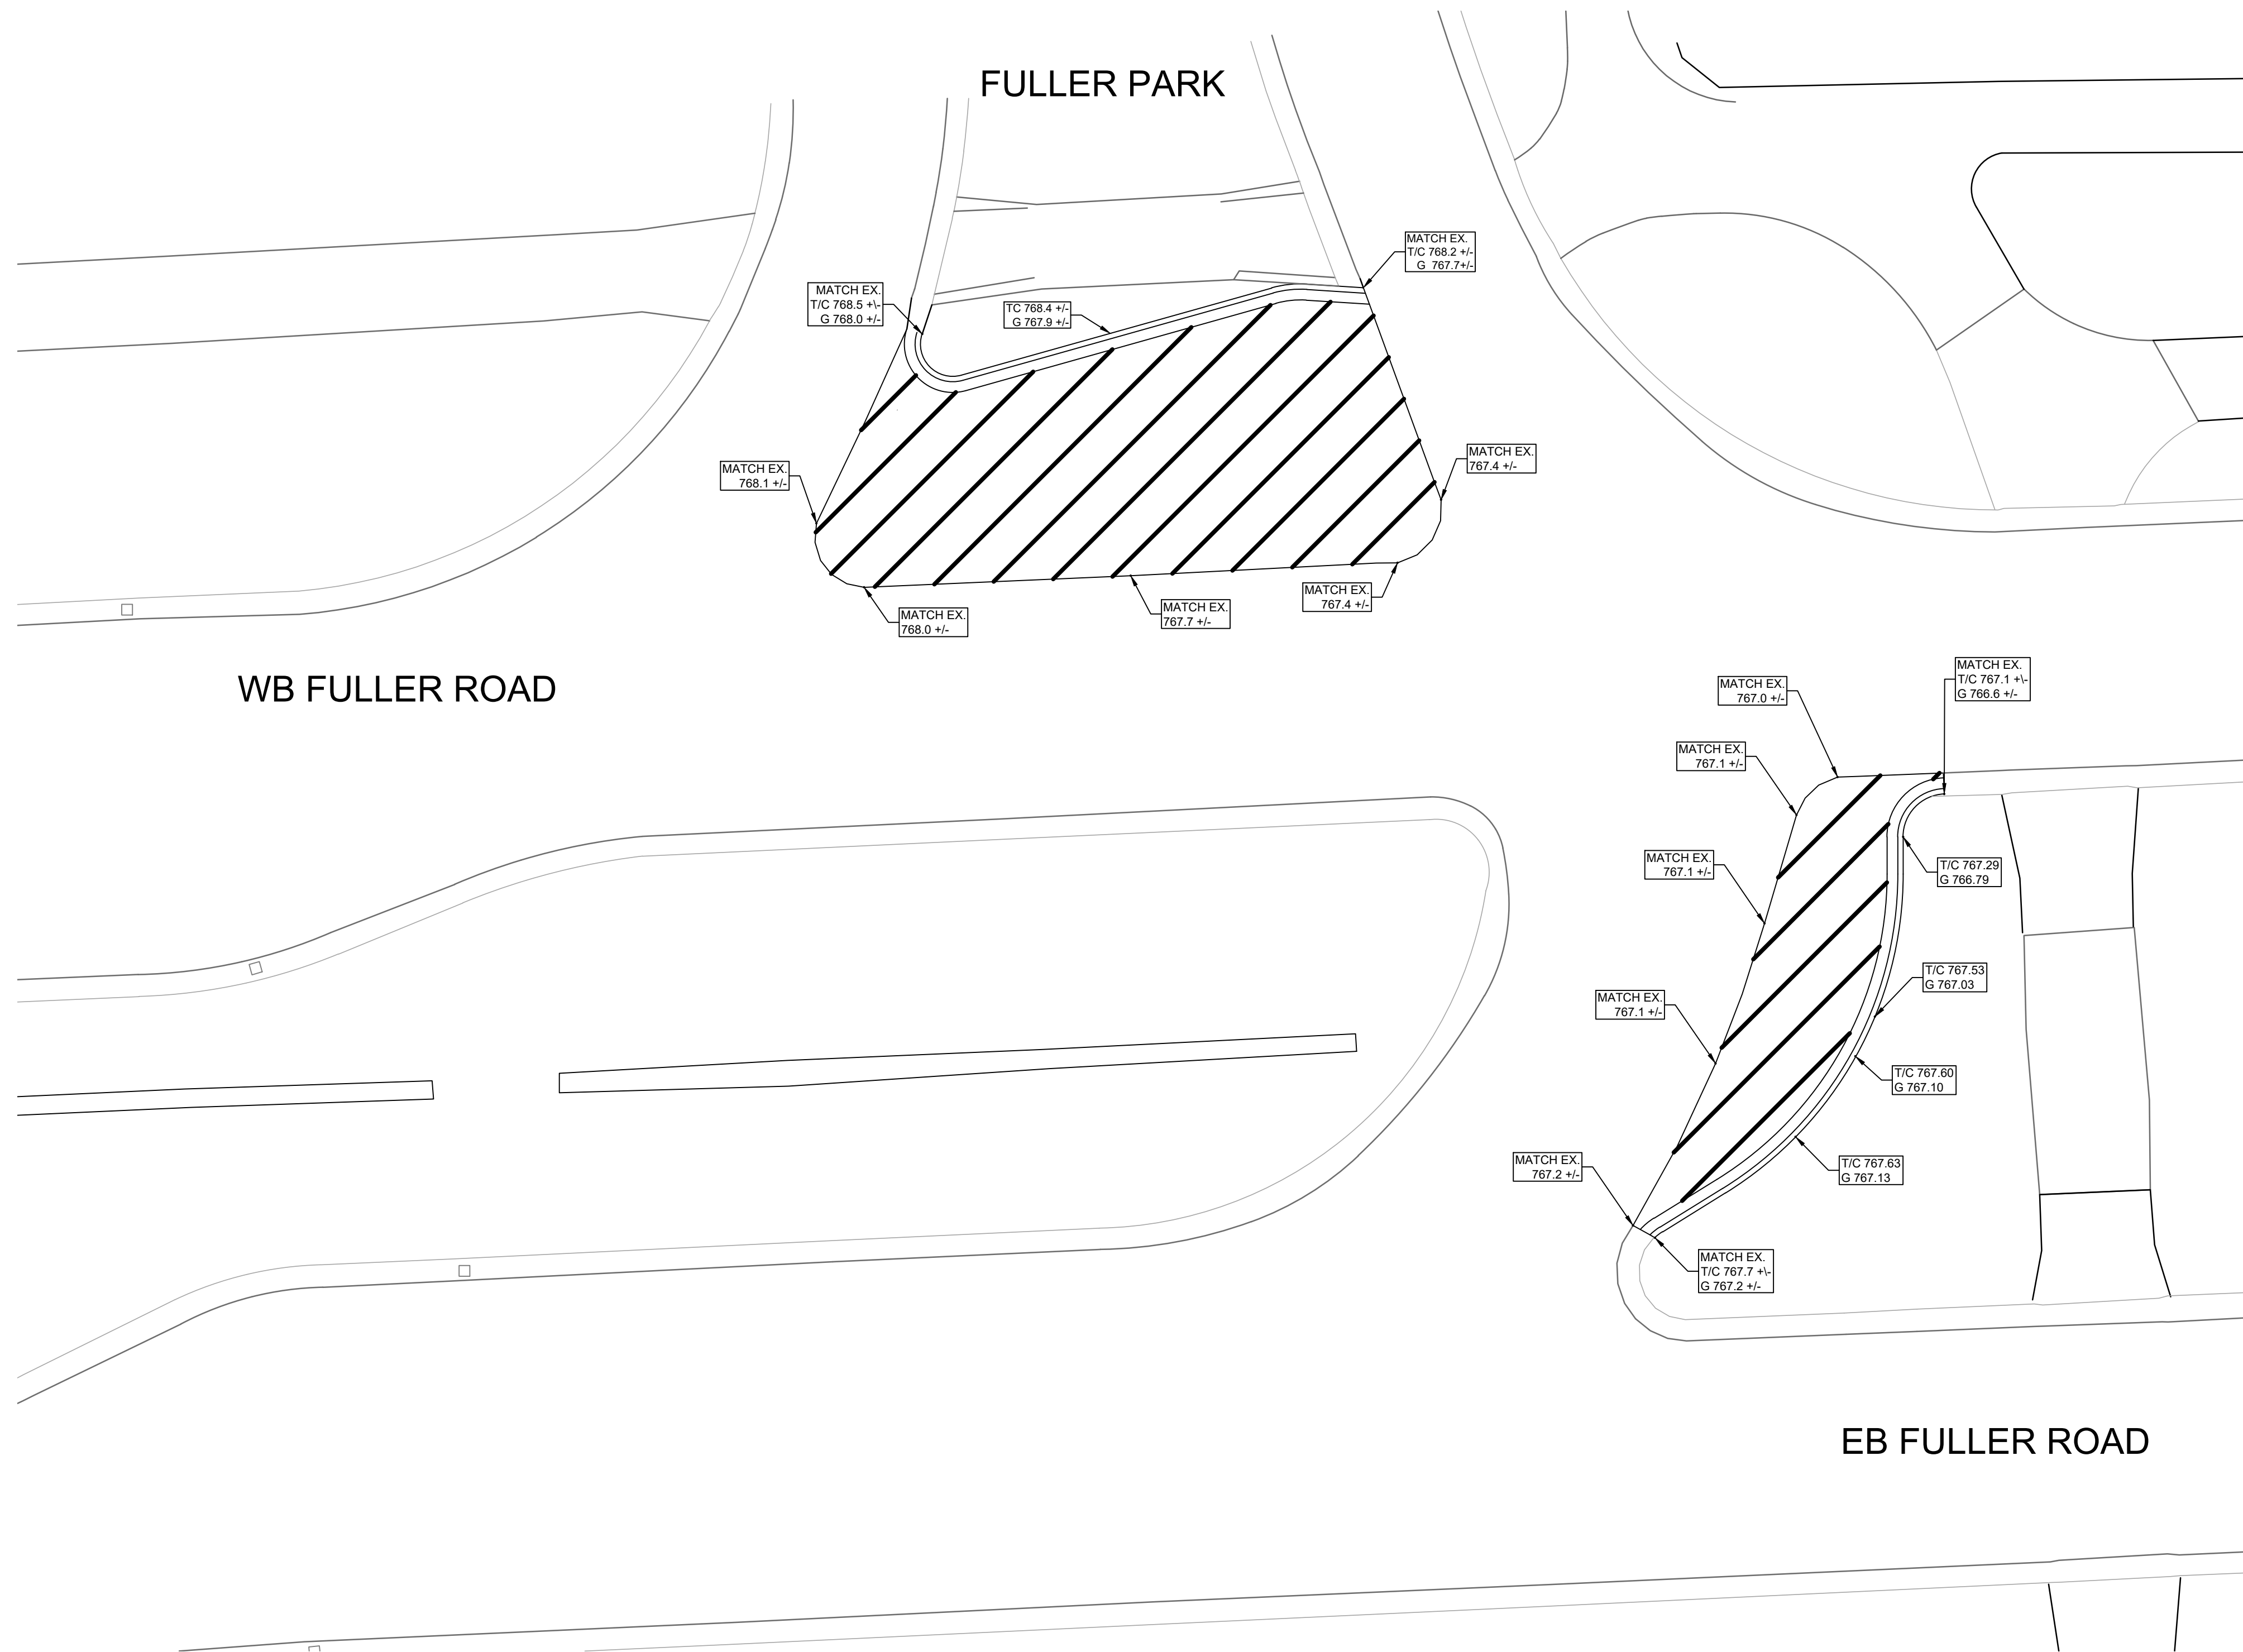 FULLER PARK
MATCH EX.
T/C 768.2 +/-
G 767.7+/-
MATCH EX.
T/C 768.5 +\-
G 768.0 +/-
TC 768.4 +/-
G 767.9 +/-
MATCH EX.
768.1 +/-
MATCH EX.
767.4 +/-
MATCH EX.
768.0 +/-
MATCH EX.
767.7 +/-
MATCH EX.
767.4 +/-
WB FULLER ROAD
MATCH EX.
767.0 +/-
MATCH EX.
T/C 767.1 +\-
G 766.6 +/-
MATCH EX.
767.1 +/-
MATCH EX.
767.1 +/-
T/C 767.29
G 766.79
T/C 767.53
G 767.03
MATCH EX.
767.1 +/-
T/C 767.60
G 767.10
MATCH EX.
767.2 +/-
T/C 767.63
G 767.13
MATCH EX.
T/C 767.7 +\-
G 767.2 +/-
EB FULLER ROAD